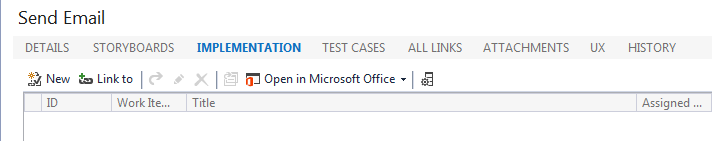 Send Email
DETAILS STORYBOARDS IMPLEMENTATION TEST CASES ALL LINKS ATTACHMENTS UX HISTORY
New Link to Open in Microsoft Office
ID Work Ite... Title Assigned ...